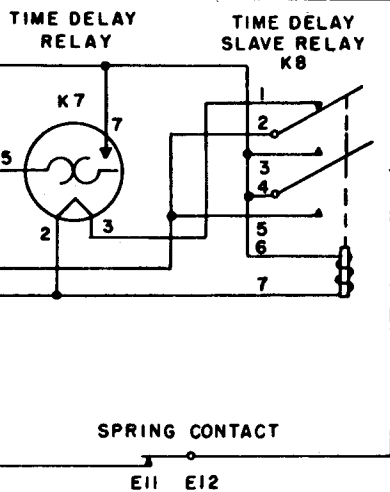 TIME DELAY
RELAY
TIME DELAY
SLAVE RELAY
K8
K7
1
7
2
5
3
4
2
3
5
6
7
SPRING CONTACT
E11 E12